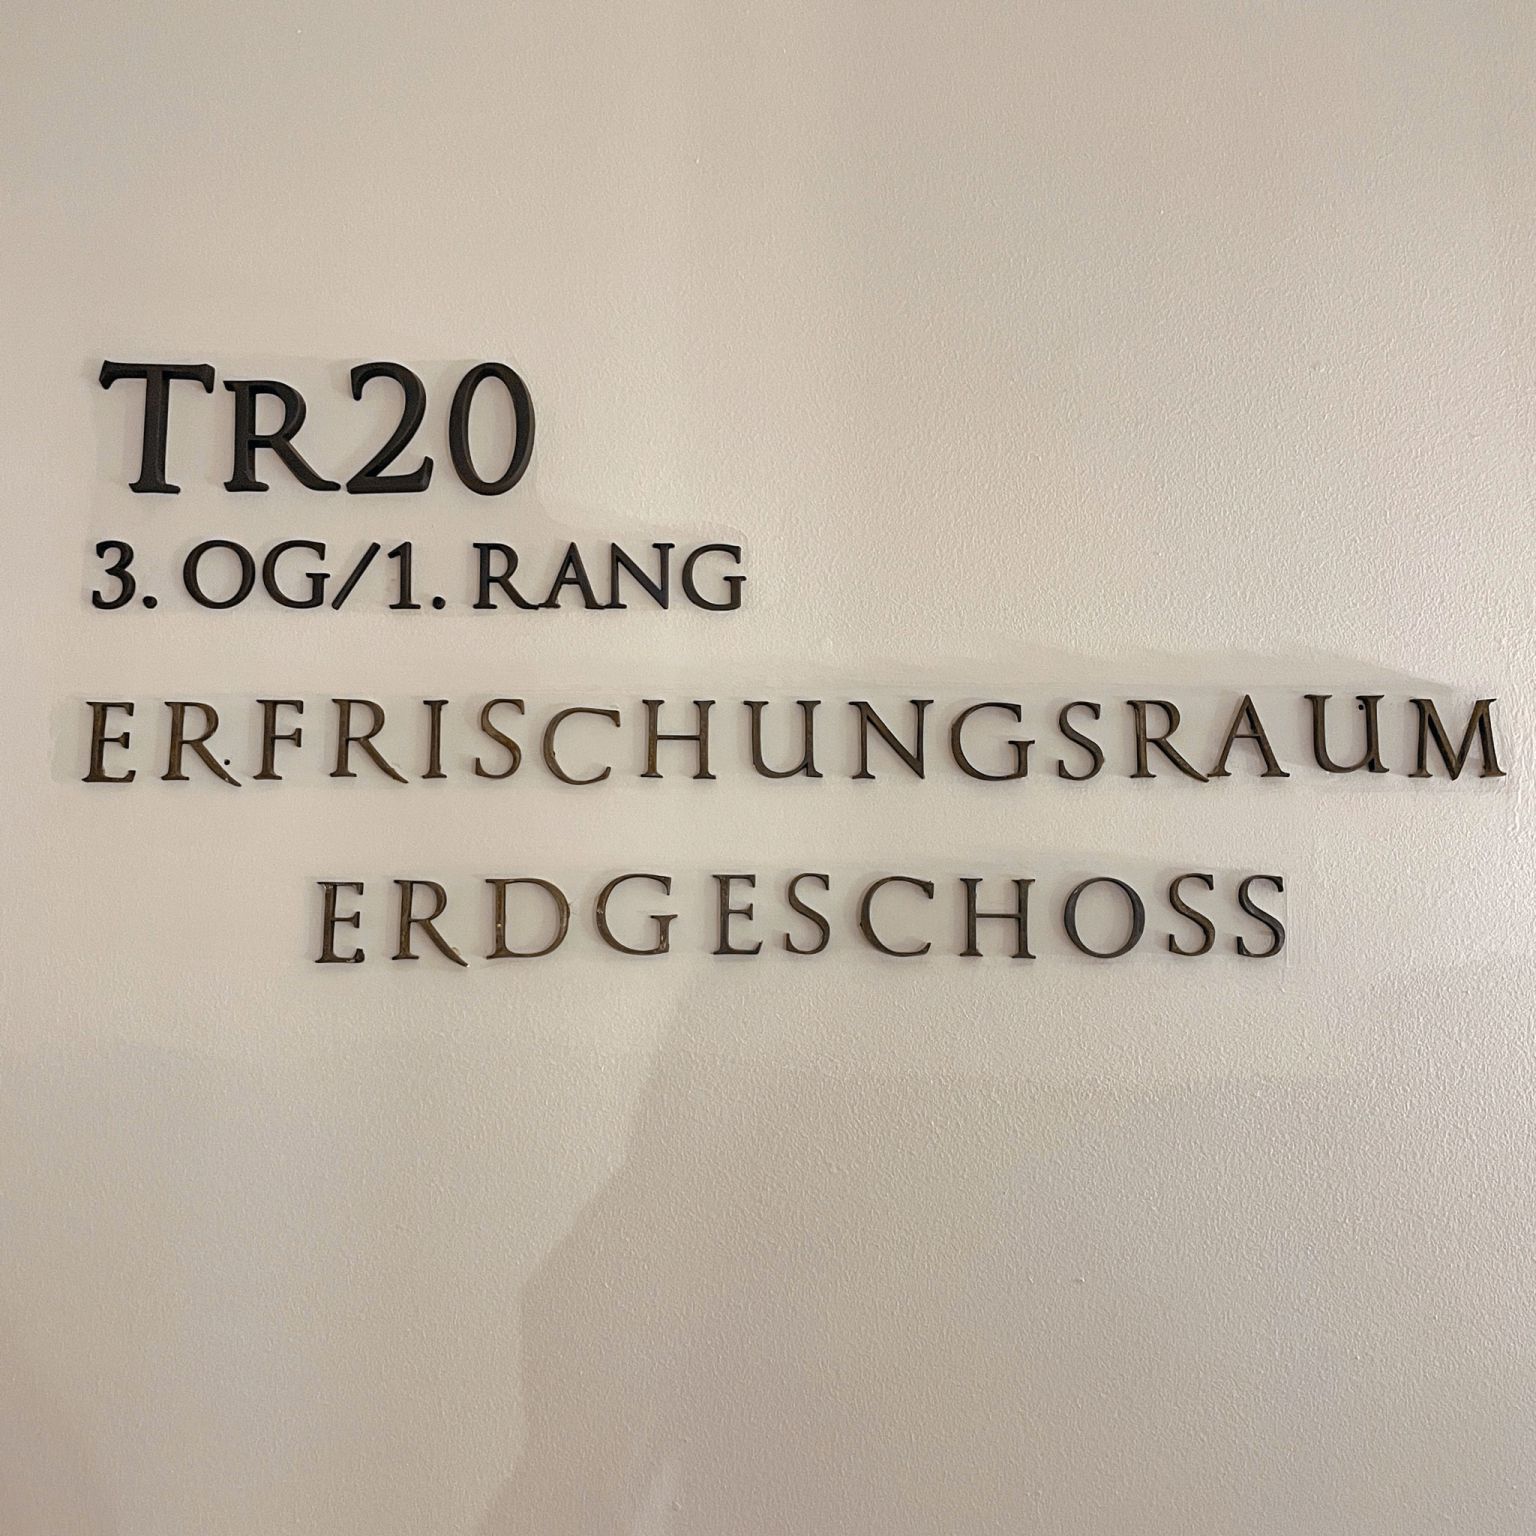 TR20
3. OG/1. RANG
ERFRISCHUNGSRAUM
ERDGESCHOSS